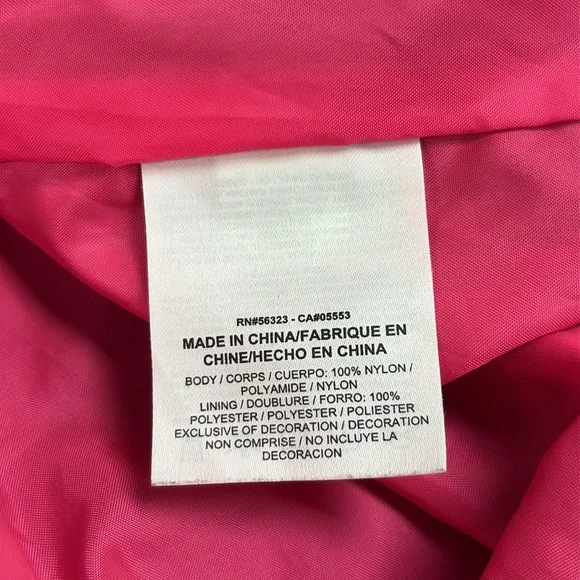 RN#56323 - CA#05553
MADE IN CHINA/FABRIQUE EN
CHINE/HECHO EN CHINA
BODY / CORPS / CUERPO: 100% NYLON /
POLYAMIDE / NYLON
LINING / DOUBLURE / FORRO: 100%
POLYESTER / POLYESTER / POLIESTER
EXCLUSIVE OF DECORATION / DECORATION
NON COMPRISE / NO INCLUYE LA
DECORACION